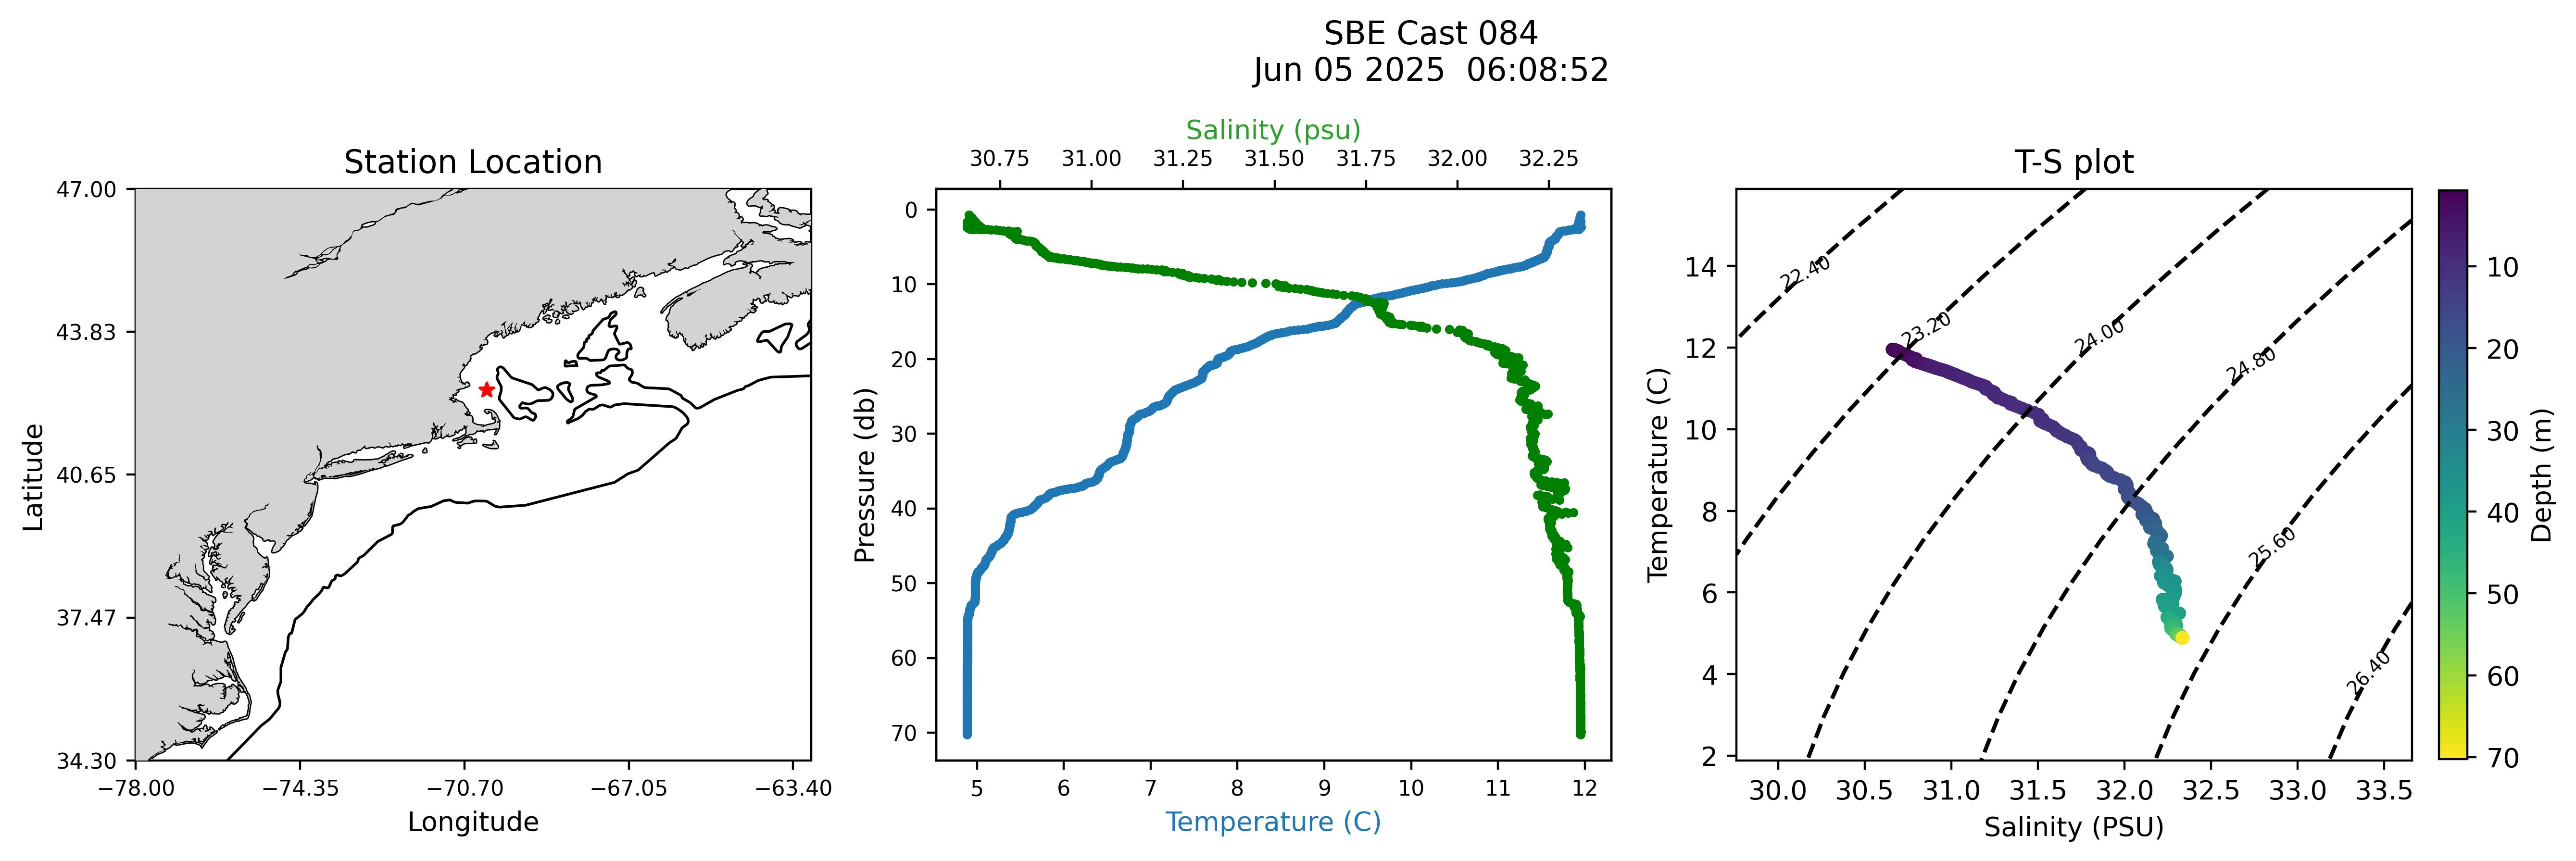 SBE Cast 084
Jun 05 2025  06:08:52
Station Location
47.00
43.83
40.65
37.47
34.30
Latitude
−78.00 −74.35 −70.70 −67.05 −63.40
Longitude
Salinity (psu)
30.75 31.00 31.25 31.50 31.75 32.00 32.25
0
10
20
30
40
50
60
70
Pressure (db)
5 6 7 8 9 10 11 12
Temperature (C)
T-S plot
14
12
10
8
6
4
2
Temperature (C)
22.40
23.20
24.00
24.80
25.60
26.40
30.0 30.5 31.0 31.5 32.0 32.5 33.0 33.5
Salinity (PSU)
10
20
30
40
50
60
70
Depth (m)